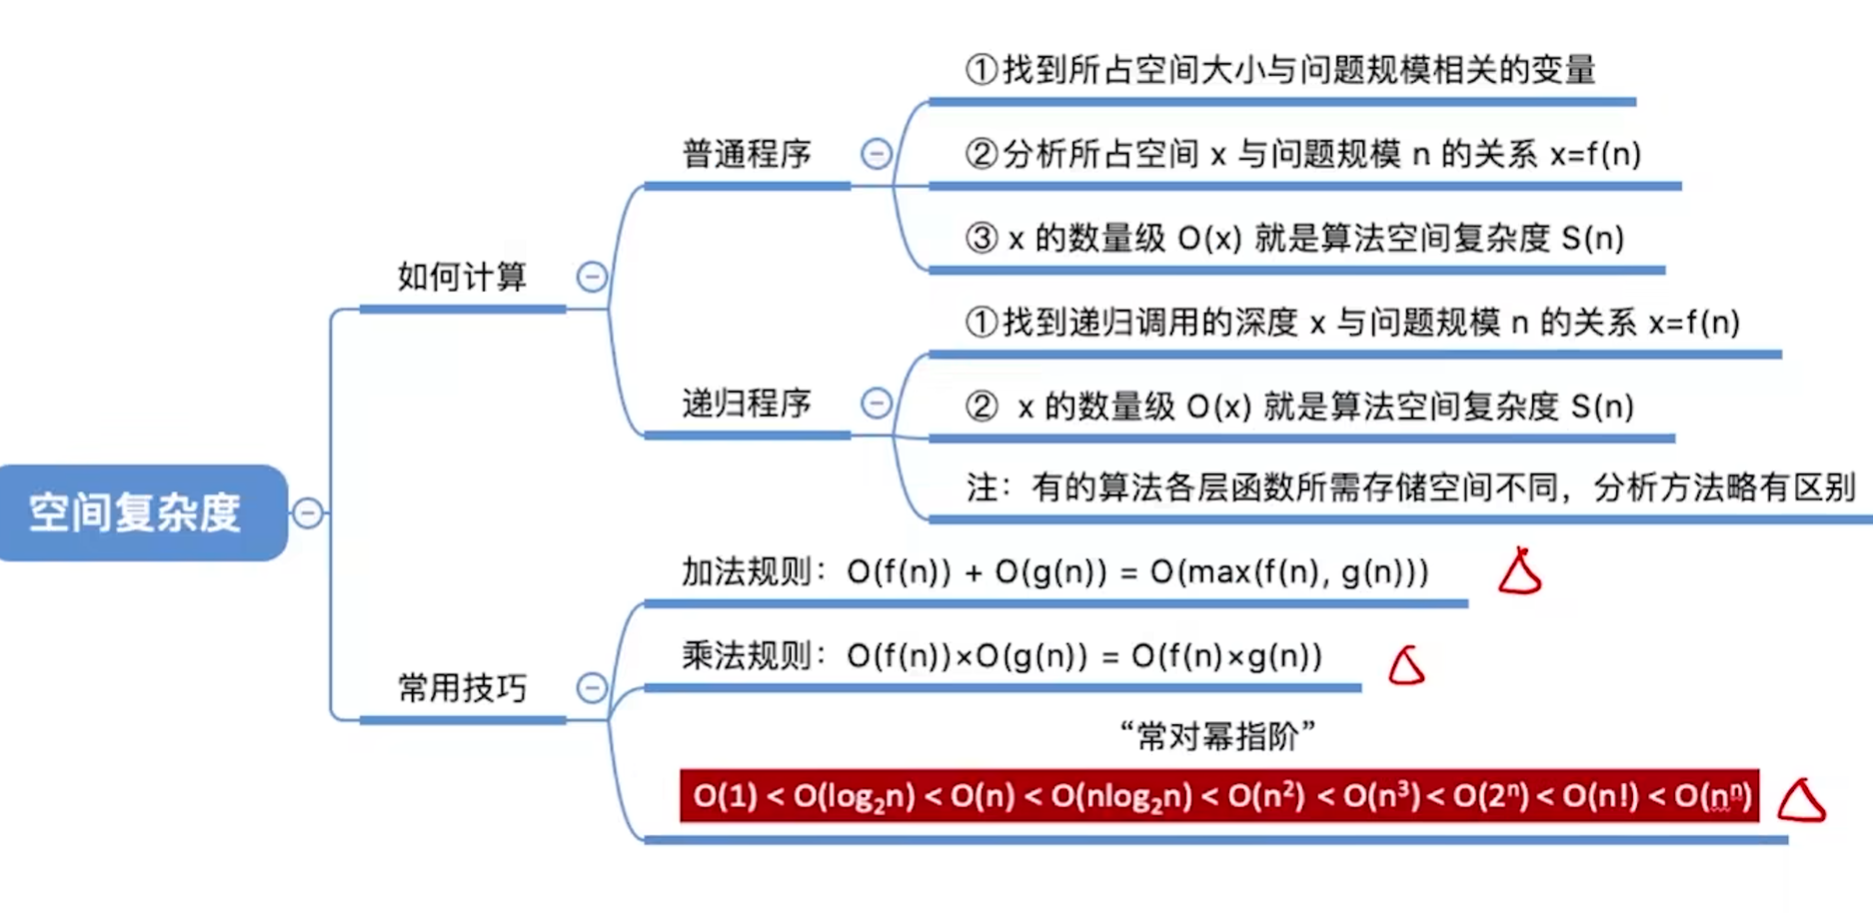 ①找到所占空间大小与问题规模相关的变量
普通程序
②分析所占空间 x 与问题规模 n 的关系 x=f(n)
③ x 的数量级 O(x) 就是算法空间复杂度 S(n)
如何计算
①找到递归调用的深度 x 与问题规模 n 的关系 x=f(n)
递归程序
② x 的数量级 O(x) 就是算法空间复杂度 S(n)
注：有的算法各层函数所需存储空间不同，分析方法略有区别
空间复杂度
加法规则：O(f(n)) + O(g(n)) = O(max(f(n), g(n)))
乘法规则：O(f(n))×O(g(n)) = O(f(n)×g(n))
常用技巧
“常对幂指阶”
O(1) < O(log₂n) < O(n) < O(nlog₂n) < O(n²) < O(n³) < O(2ⁿ) < O(n!) < O(nⁿ)